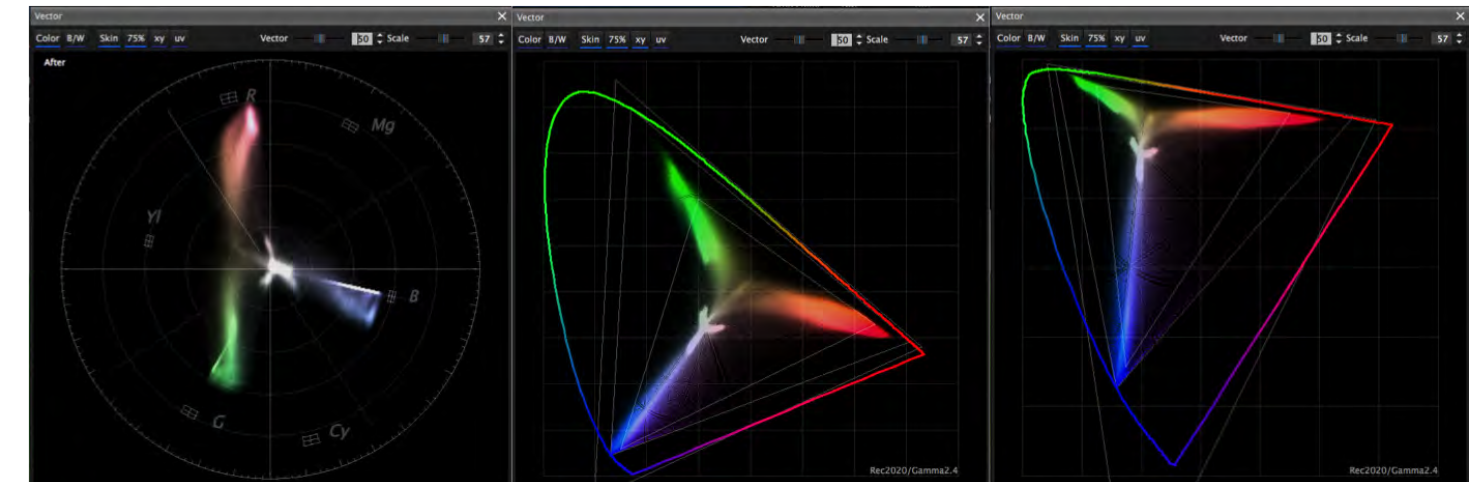 Vector
Color B/W Skin 75% xy uv Vector 50 Scale 57
After
R
Mg
Yl
B
G
Cy
Vector
Color B/W Skin 75% xy uv Vector 50 Scale 57
Rec2020/Gamma2.4
Vector
Color B/W Skin 75% xy uv Vector 50 Scale 57
Rec2020/Gamma2.4